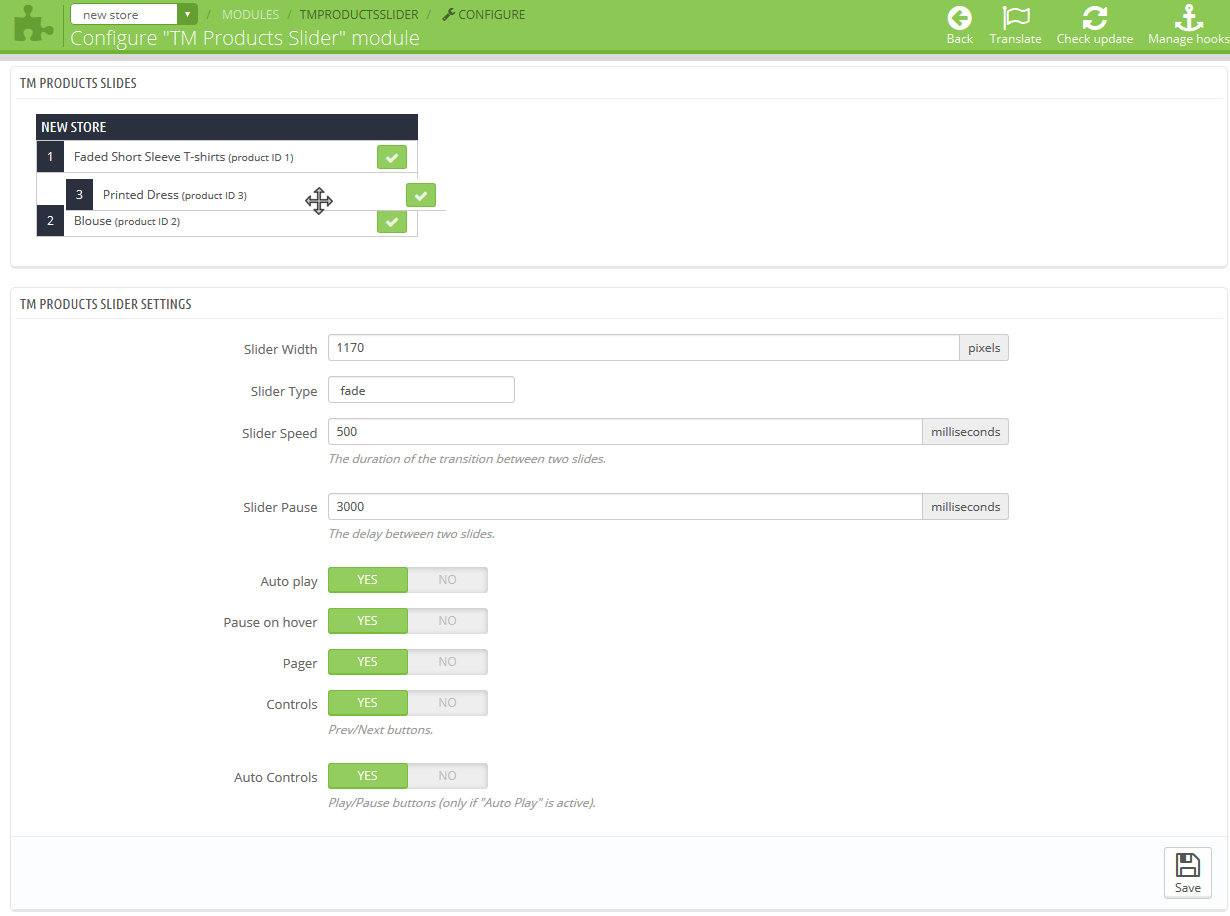 new store / MODULES / TMPRODUCTSSLIDER / CONFIGURE
Configure "TM Products Slider" module
Back Translate Check update Manage hooks
TM PRODUCTS SLIDES
NEW STORE
1 Faded Short Sleeve T-shirts (product ID 1)
3 Printed Dress (product ID 3)
2 Blouse (product ID 2)
TM PRODUCTS SLIDER SETTINGS
Slider Width 1170 pixels
Slider Type fade
Slider Speed 500 milliseconds
The duration of the transition between two slides.
Slider Pause 3000 milliseconds
The delay between two slides.
Auto play YES NO
Pause on hover YES NO
Pager YES NO
Controls YES NO
Prev/Next buttons.
Auto Controls YES NO
Play/Pause buttons (only if "Auto Play" is active).
Save